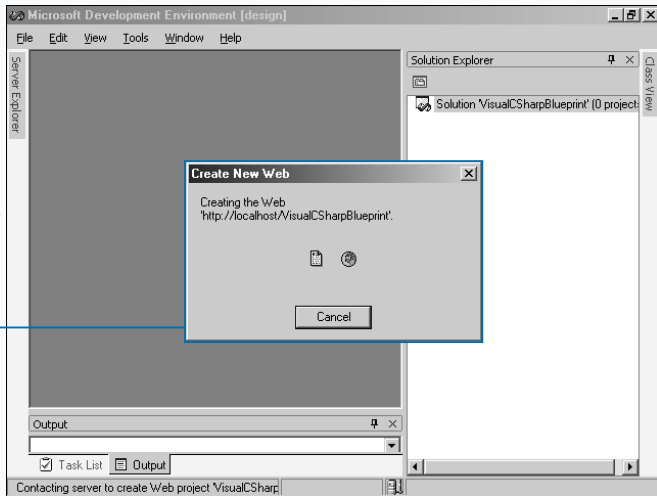 Microsoft Development Environment [design]
File Edit View Tools Window Help
Server Explorer
Solution Explorer
Solution 'VisualCSharpBlueprint' (0 project:
Class View
Create New Web
Creating the Web
'http://localhost/VisualCSharpBlueprint'.
Cancel
Output
Task List Output
Contacting server to create Web project 'VisualCSharp